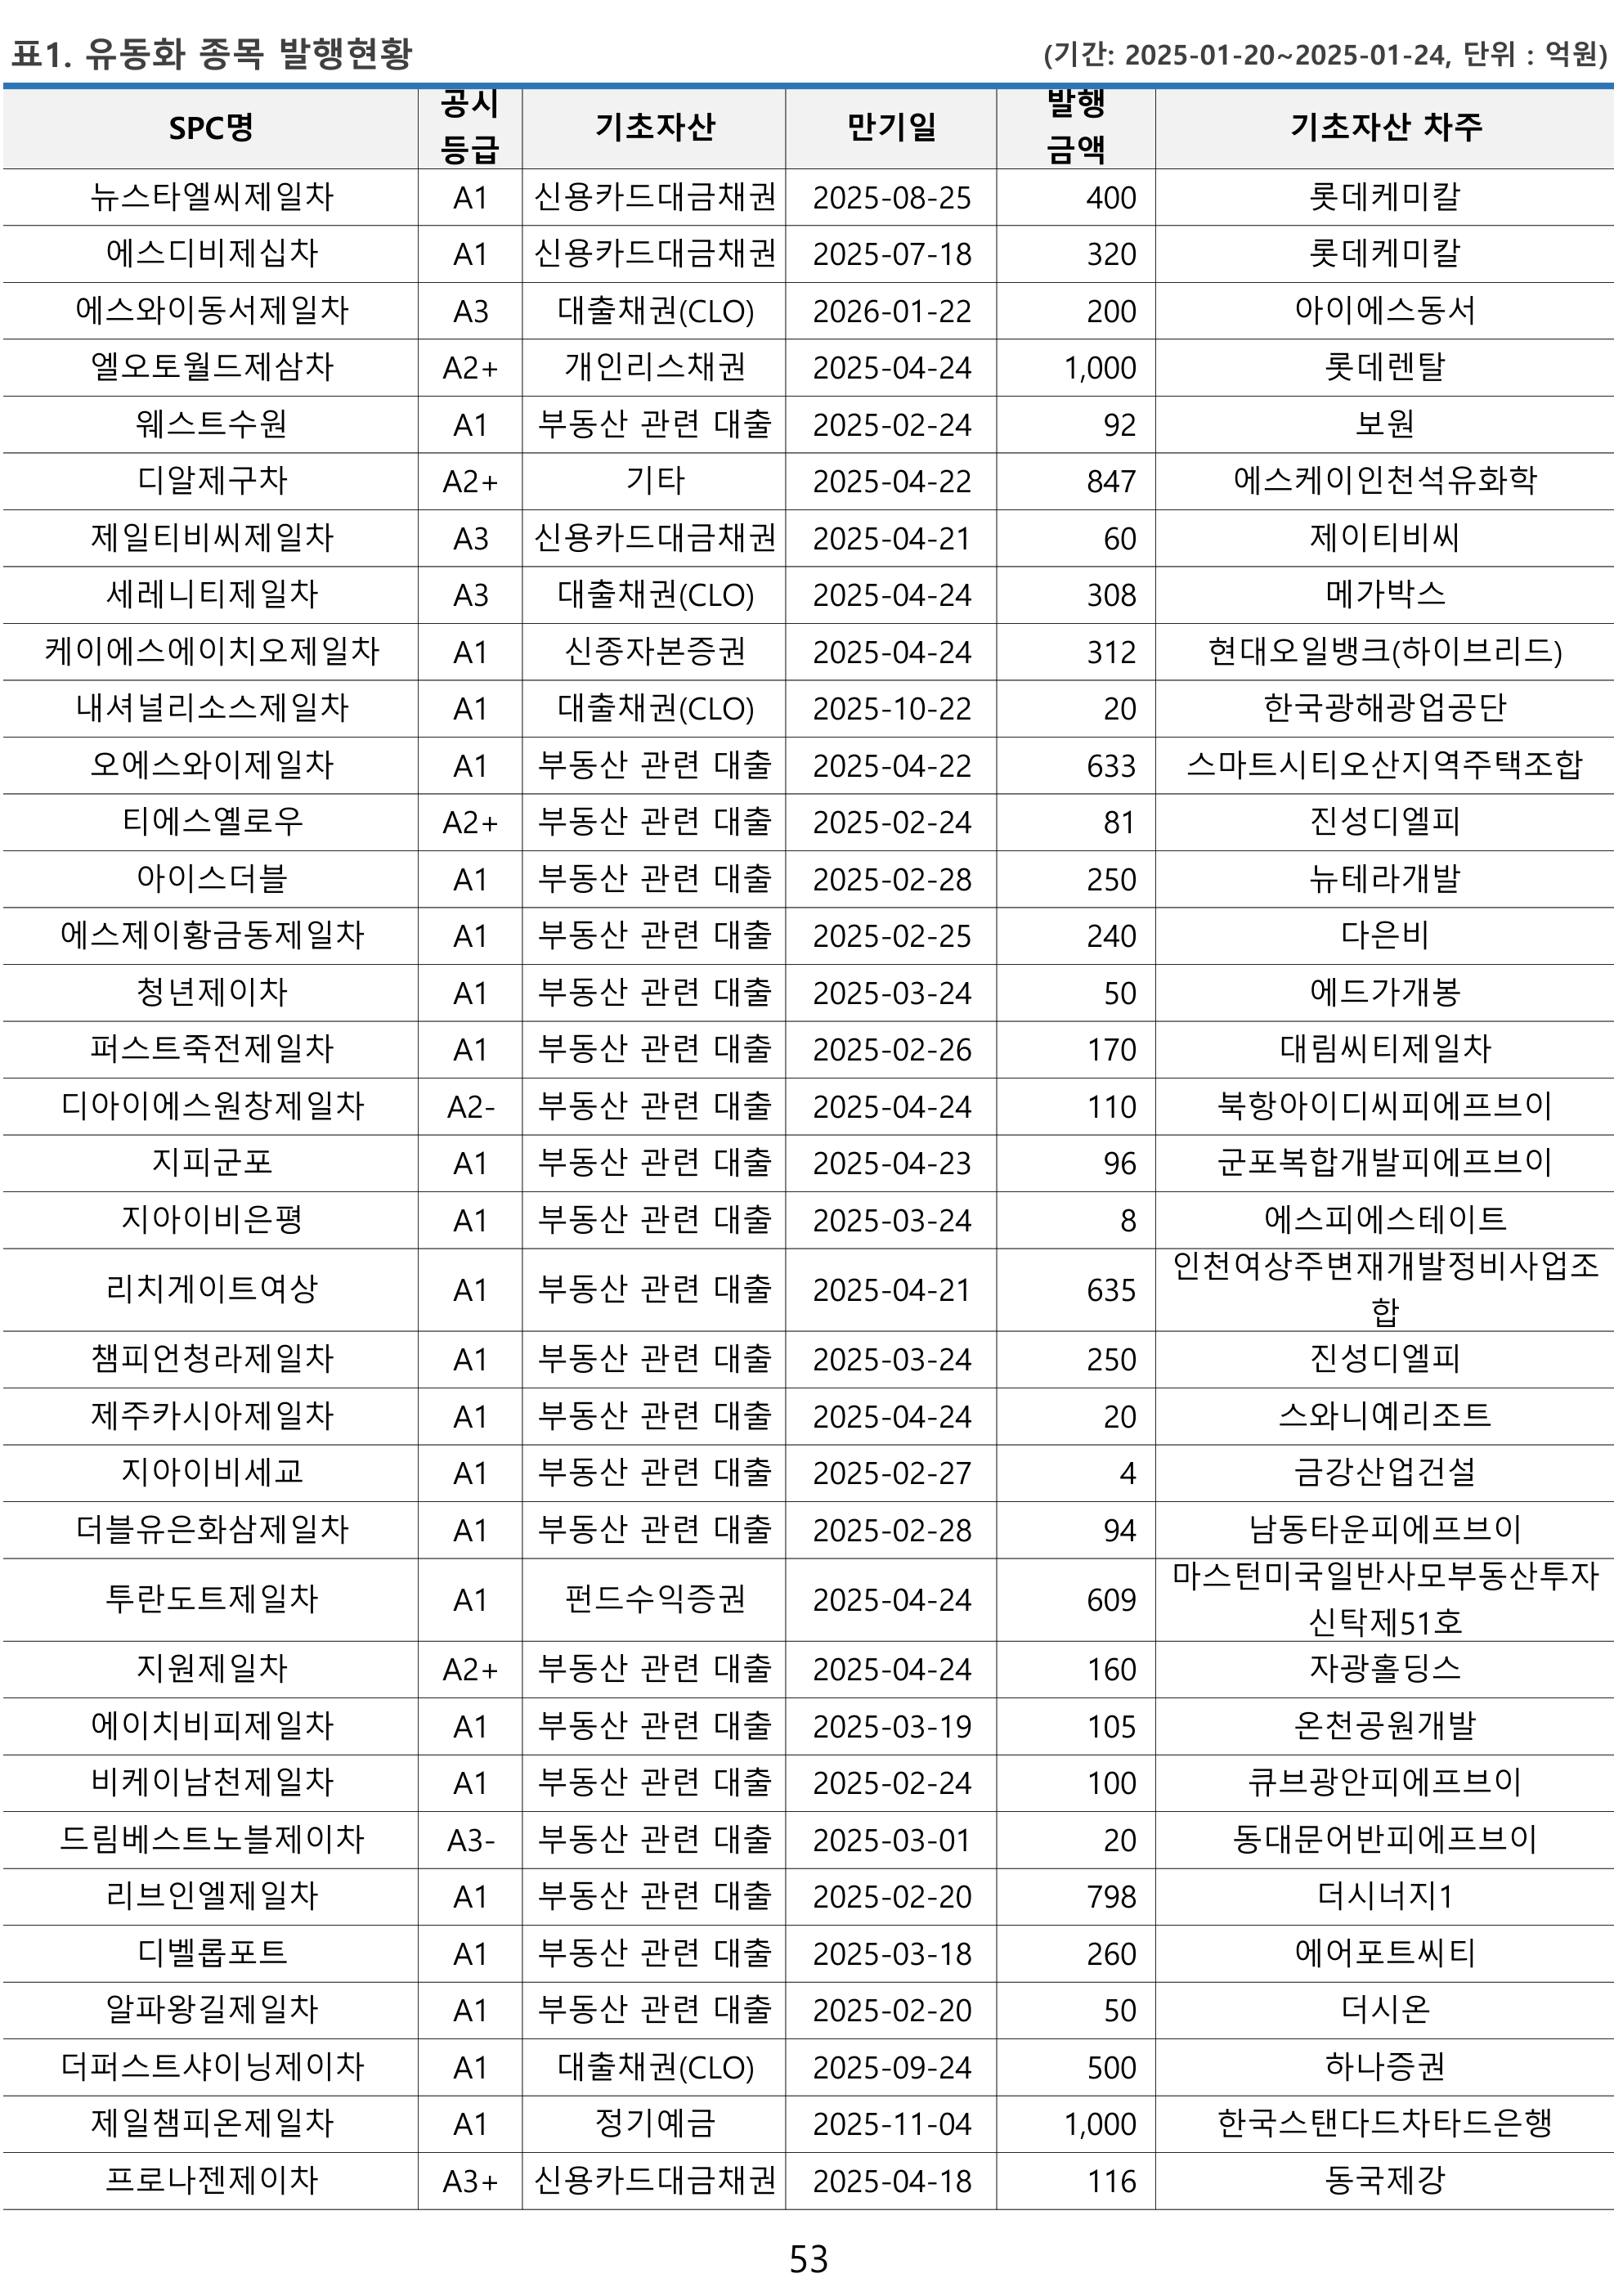 표1. 유동화 종목 발행현황 (기간: 2025-01-20~2025-01-24, 단위 : 억원)
SPC명 공시등급 기초자산 만기일 발행금액 기초자산 차주
뉴스타엘씨제일차 A1 신용카드대금채권 2025-08-25 400 롯데케미칼
에스디비제십차 A1 신용카드대금채권 2025-07-18 320 롯데케미칼
에스와이동서제일차 A3 대출채권(CLO) 2026-01-22 200 아이에스동서
엘오토월드제삼차 A2+ 개인리스채권 2025-04-24 1,000 롯데렌탈
웨스트수원 A1 부동산 관련 대출 2025-02-24 92 보원
디알제구차 A2+ 기타 2025-04-22 847 에스케이인천석유화학
제일티비씨제일차 A3 신용카드대금채권 2025-04-21 60 제이티비씨
세레니티제일차 A3 대출채권(CLO) 2025-04-24 308 메가박스
케이에스에이치오제일차 A1 신종자본증권 2025-04-24 312 현대오일뱅크(하이브리드)
내셔널리소스제일차 A1 대출채권(CLO) 2025-10-22 20 한국광해광업공단
오에스와이제일차 A1 부동산 관련 대출 2025-04-22 633 스마트시티오산지역주택조합
티에스옐로우 A2+ 부동산 관련 대출 2025-02-24 81 진성디엘피
아이스더블 A1 부동산 관련 대출 2025-02-28 250 뉴테라개발
에스제이황금동제일차 A1 부동산 관련 대출 2025-02-25 240 다은비
청년제이차 A1 부동산 관련 대출 2025-03-24 50 에드가개봉
퍼스트죽전제일차 A1 부동산 관련 대출 2025-02-26 170 대림씨티제일차
디아이에스원창제일차 A2- 부동산 관련 대출 2025-04-24 110 북항아이디씨피에프브이
지피군포 A1 부동산 관련 대출 2025-04-23 96 군포복합개발피에프브이
지아이비은평 A1 부동산 관련 대출 2025-03-24 8 에스피에스테이트
리치게이트여상 A1 부동산 관련 대출 2025-04-21 635 인천여상주변재개발정비사업조합
챔피언청라제일차 A1 부동산 관련 대출 2025-03-24 250 진성디엘피
제주카시아제일차 A1 부동산 관련 대출 2025-04-24 20 스와니예리조트
지아이비세교 A1 부동산 관련 대출 2025-02-27 4 금강산업건설
더블유은화삼제일차 A1 부동산 관련 대출 2025-02-28 94 남동타운피에프브이
투란도트제일차 A1 펀드수익증권 2025-04-24 609 마스턴미국일반사모부동산투자신탁제51호
지원제일차 A2+ 부동산 관련 대출 2025-04-24 160 자광홀딩스
에이치비피제일차 A1 부동산 관련 대출 2025-03-19 105 온천공원개발
비케이남천제일차 A1 부동산 관련 대출 2025-02-24 100 큐브광안피에프브이
드림베스트노블제이차 A3- 부동산 관련 대출 2025-03-01 20 동대문어반피에프브이
리브인엘제일차 A1 부동산 관련 대출 2025-02-20 798 더시너지1
디벨롭포트 A1 부동산 관련 대출 2025-03-18 260 에어포트씨티
알파왕길제일차 A1 부동산 관련 대출 2025-02-20 50 더시온
더퍼스트샤이닝제이차 A1 대출채권(CLO) 2025-09-24 500 하나증권
제일챔피온제일차 A1 정기예금 2025-11-04 1,000 한국스탠다드차타드은행
프로나젠제이차 A3+ 신용카드대금채권 2025-04-18 116 동국제강
53